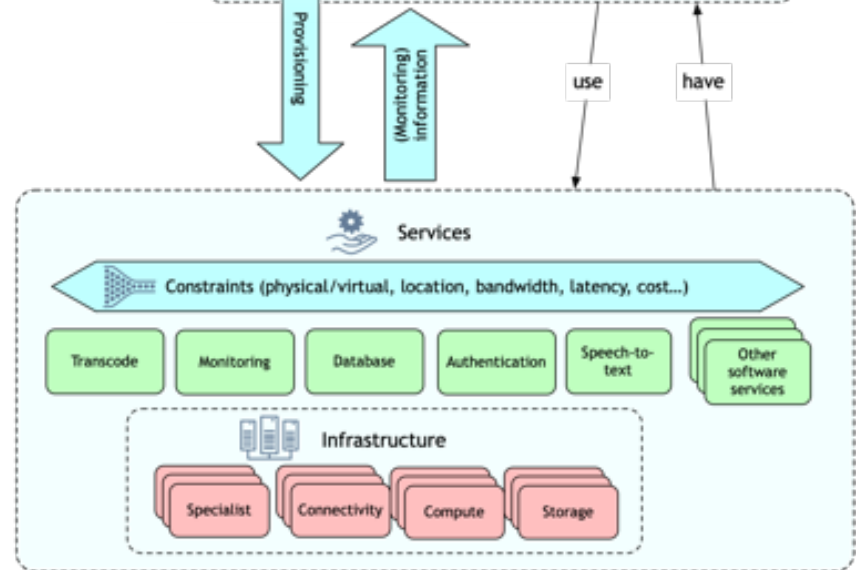 Provisioning
(Monitoring)
information
use
have
Services
Constraints (physical/virtual, location, bandwidth, latency, cost...)
Transcode
Monitoring
Database
Authentication
Speech-to-
text
Other
software
services
Infrastructure
Specialist
Connectivity
Compute
Storage